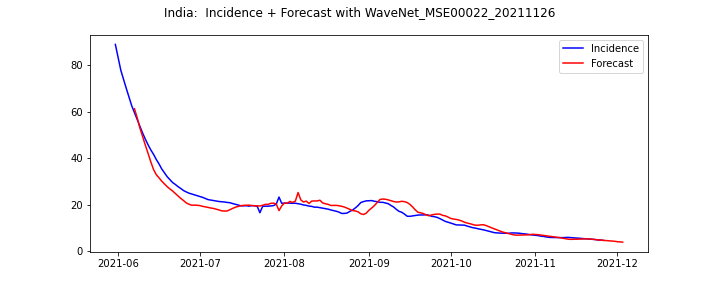 India:  Incidence + Forecast with WaveNet_MSE00022_20211126
Incidence
Forecast
80
60
40
20
0
2021-06 2021-07 2021-08 2021-09 2021-10 2021-11 2021-12